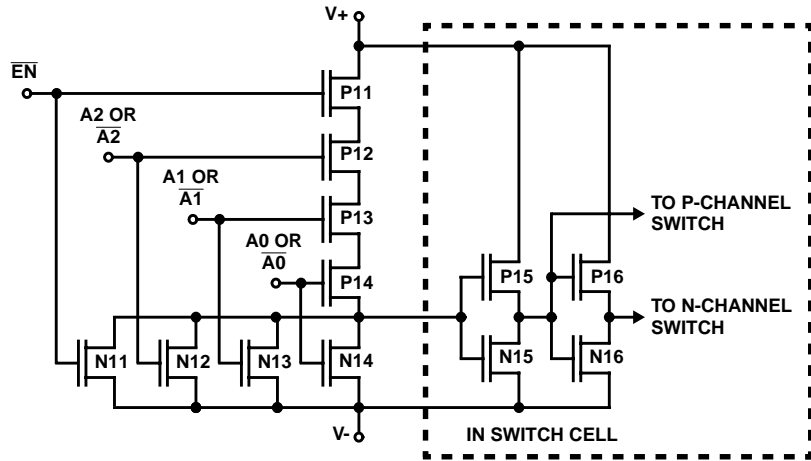 V+
EN
P11
A2 OR
A2
P12
A1 OR
A1
P13
TO P-CHANNEL
SWITCH
A0 OR
A0
P14
P15
P16
TO N-CHANNEL
SWITCH
N11
N12
N13
N14
N15
N16
V-
IN SWITCH CELL